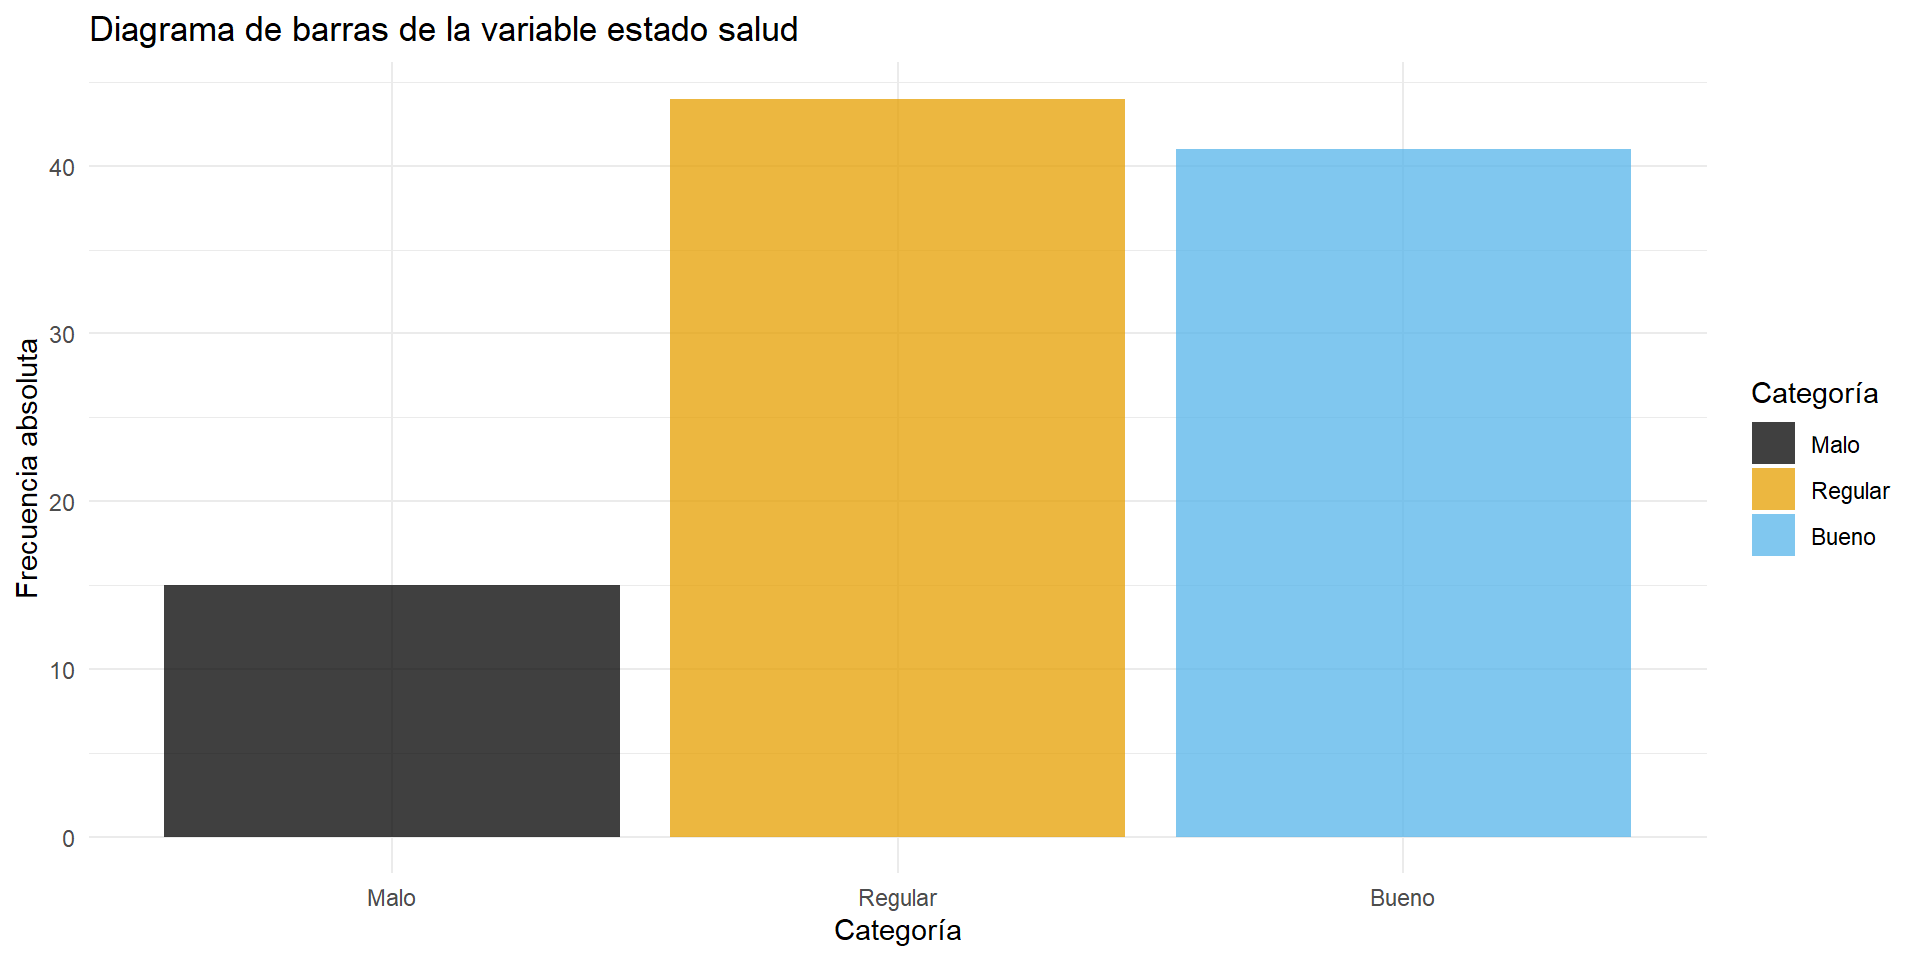 Diagrama de barras de la variable estado salud
Frecuencia absoluta
40
30
20
10
0
Malo
Regular
Bueno
Categoría
Categoría
Malo
Regular
Bueno